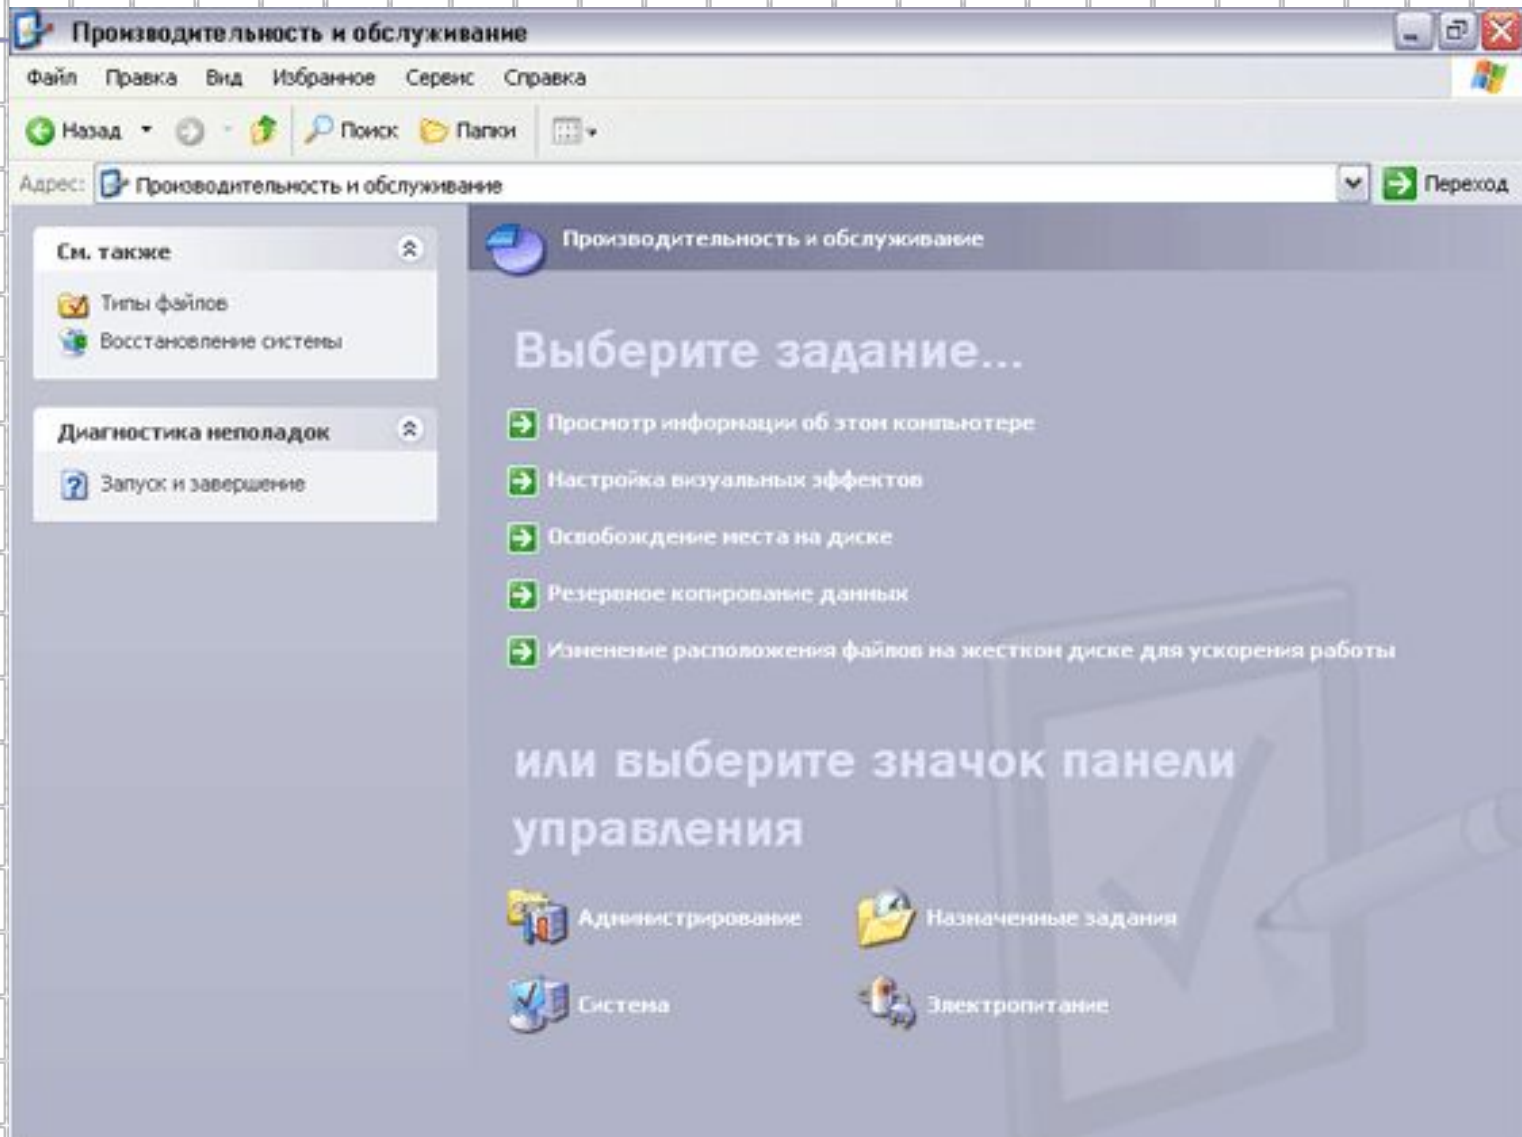 Производительность и обслуживание
Файл Правка Вид Избранное Сервис Справка
Назад Поиск Папки
Адрес: Производительность и обслуживание Переход
См. также
Типы файлов
Восстановление системы
Диагностика неполадок
Запуск и завершение
Производительность и обслуживание
Выберите задание...
Просмотр информации об этом компьютере
Настройка визуальных эффектов
Освобождение места на диске
Резервное копирование данных
Изменение расположения файлов на жестком диске для ускорения работы
или выберите значок панели
управления
Администрирование Назначенные задания
Система Электропитание